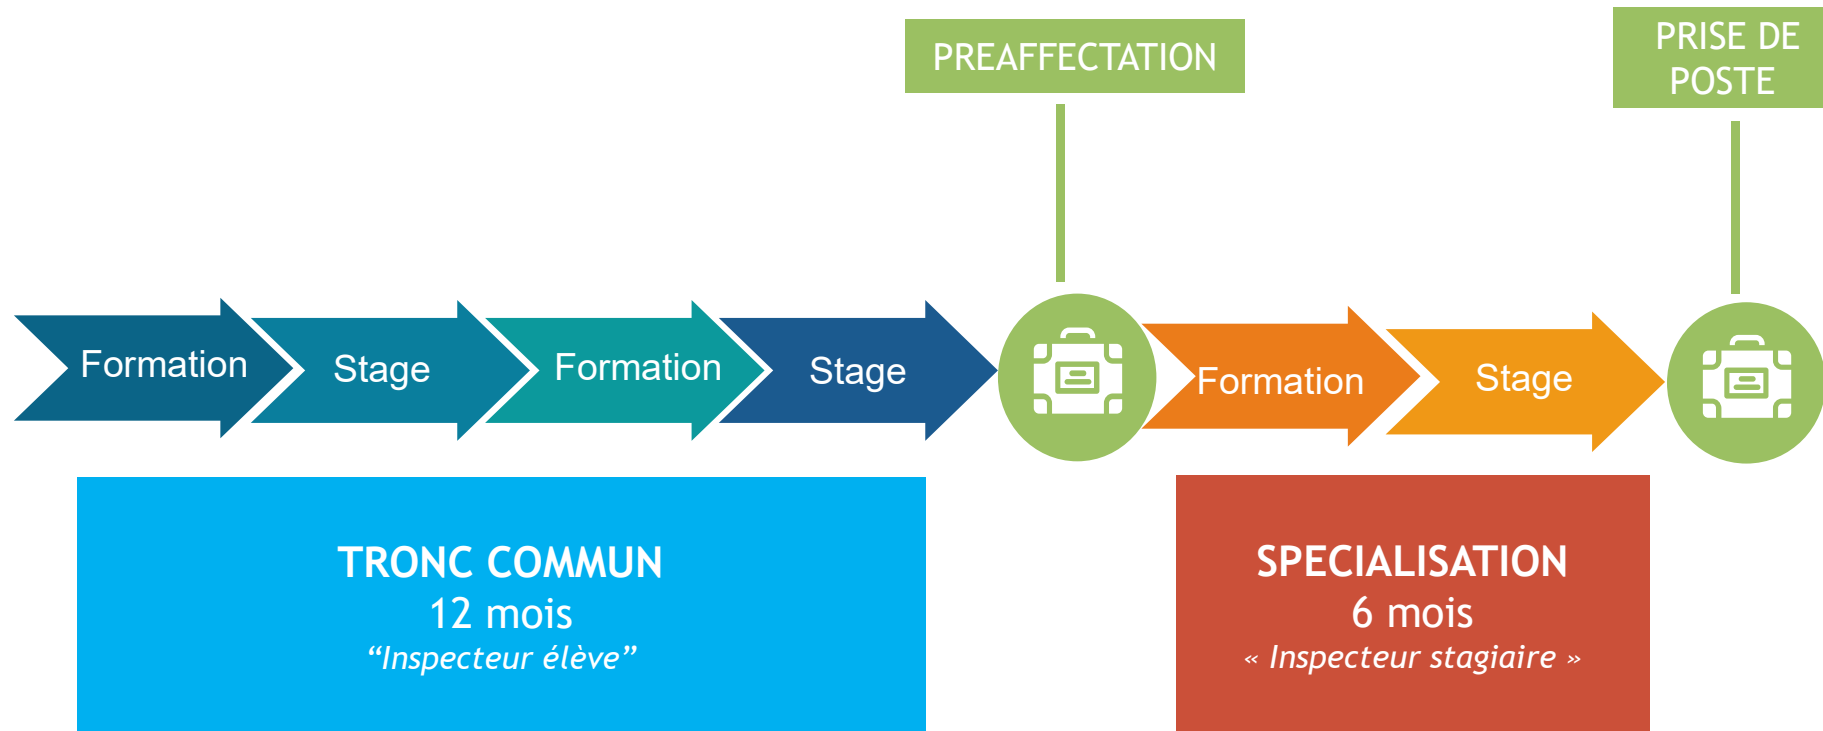 PREAFFECTATION
PRISE DE
POSTE
Formation
Stage
Formation
Stage
Formation
Stage
TRONC COMMUN
12 mois
“Inspecteur élève”
SPECIALISATION
6 mois
« Inspecteur stagiaire »